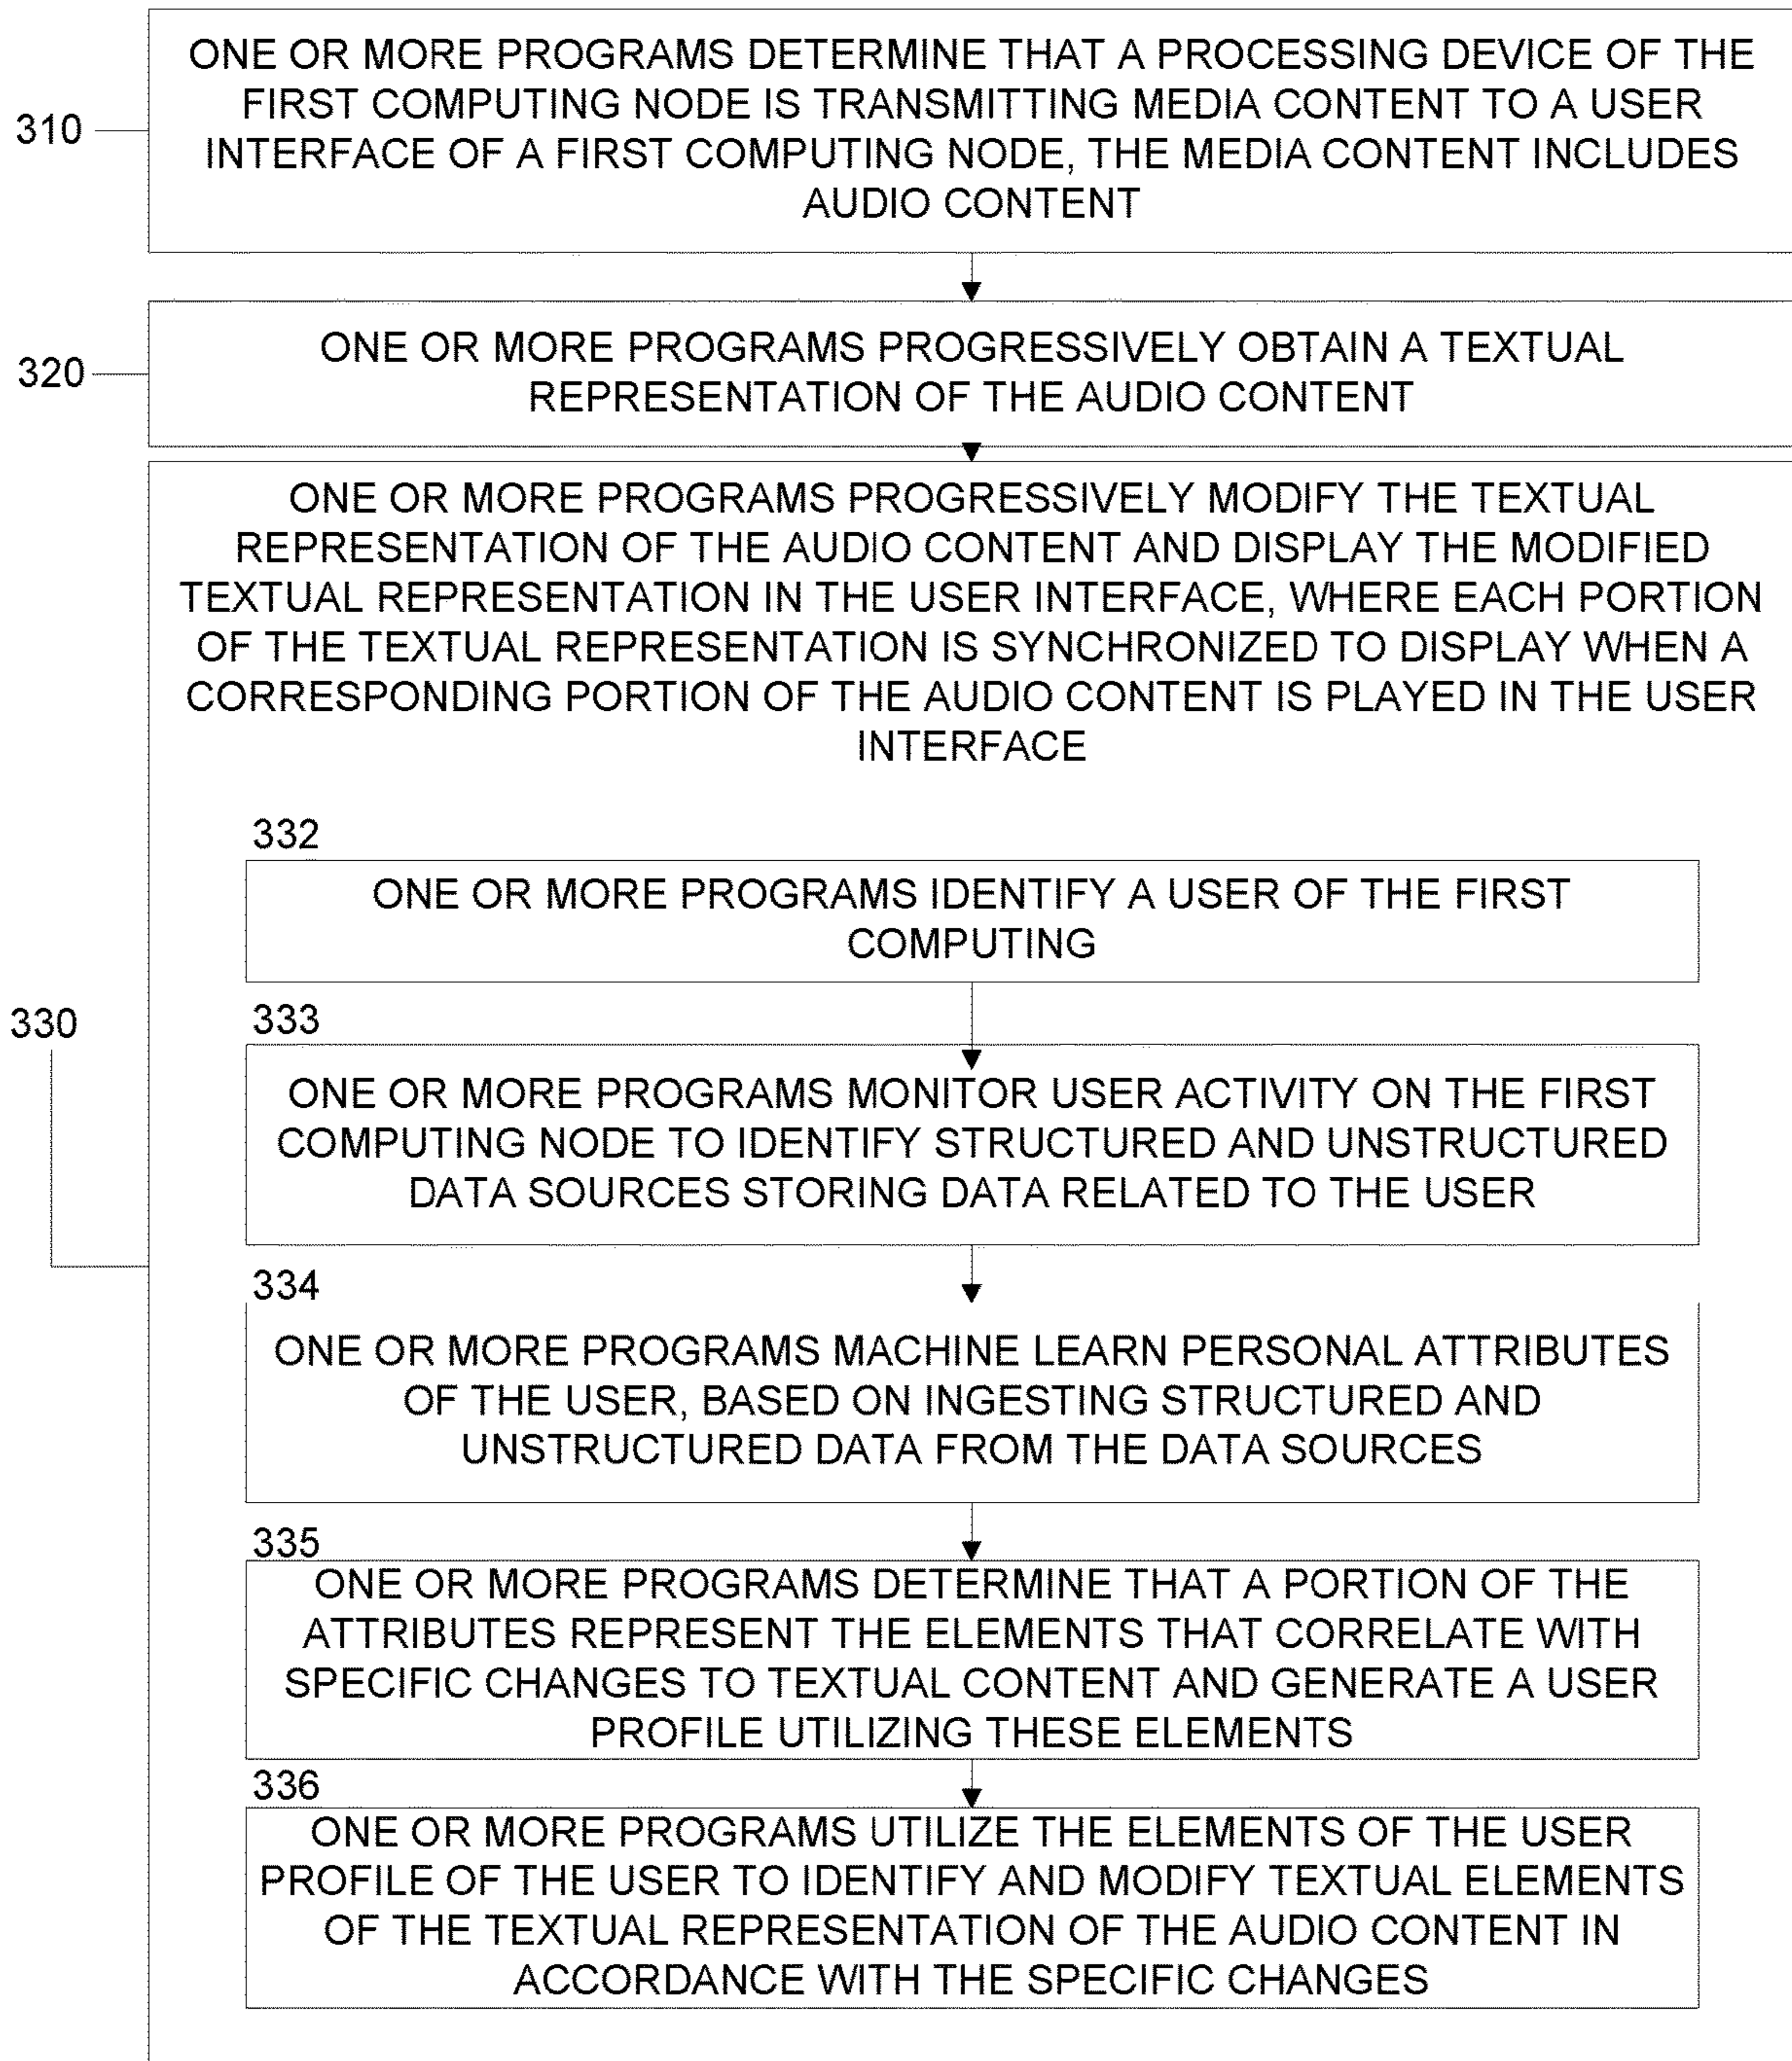 ONE OR MORE PROGRAMS DETERMINE THAT A PROCESSING DEVICE OF THE
FIRST COMPUTING NODE IS TRANSMITTING MEDIA CONTENT TO A USER
INTERFACE OF A FIRST COMPUTING NODE, THE MEDIA CONTENT INCLUDES
AUDIO CONTENT
310
ONE OR MORE PROGRAMS PROGRESSIVELY OBTAIN A TEXTUAL
REPRESENTATION OF THE AUDIO CONTENT
320
ONE OR MORE PROGRAMS PROGRESSIVELY MODIFY THE TEXTUAL
REPRESENTATION OF THE AUDIO CONTENT AND DISPLAY THE MODIFIED
TEXTUAL REPRESENTATION IN THE USER INTERFACE, WHERE EACH PORTION
OF THE TEXTUAL REPRESENTATION IS SYNCHRONIZED TO DISPLAY WHEN A
CORRESPONDING PORTION OF THE AUDIO CONTENT IS PLAYED IN THE USER
INTERFACE
330
332
ONE OR MORE PROGRAMS IDENTIFY A USER OF THE FIRST
COMPUTING
333
ONE OR MORE PROGRAMS MONITOR USER ACTIVITY ON THE FIRST
COMPUTING NODE TO IDENTIFY STRUCTURED AND UNSTRUCTURED
DATA SOURCES STORING DATA RELATED TO THE USER
334
ONE OR MORE PROGRAMS MACHINE LEARN PERSONAL ATTRIBUTES
OF THE USER, BASED ON INGESTING STRUCTURED AND
UNSTRUCTURED DATA FROM THE DATA SOURCES
335
ONE OR MORE PROGRAMS DETERMINE THAT A PORTION OF THE
ATTRIBUTES REPRESENT THE ELEMENTS THAT CORRELATE WITH
SPECIFIC CHANGES TO TEXTUAL CONTENT AND GENERATE A USER
PROFILE UTILIZING THESE ELEMENTS
336
ONE OR MORE PROGRAMS UTILIZE THE ELEMENTS OF THE USER
PROFILE OF THE USER TO IDENTIFY AND MODIFY TEXTUAL ELEMENTS
OF THE TEXTUAL REPRESENTATION OF THE AUDIO CONTENT IN
ACCORDANCE WITH THE SPECIFIC CHANGES